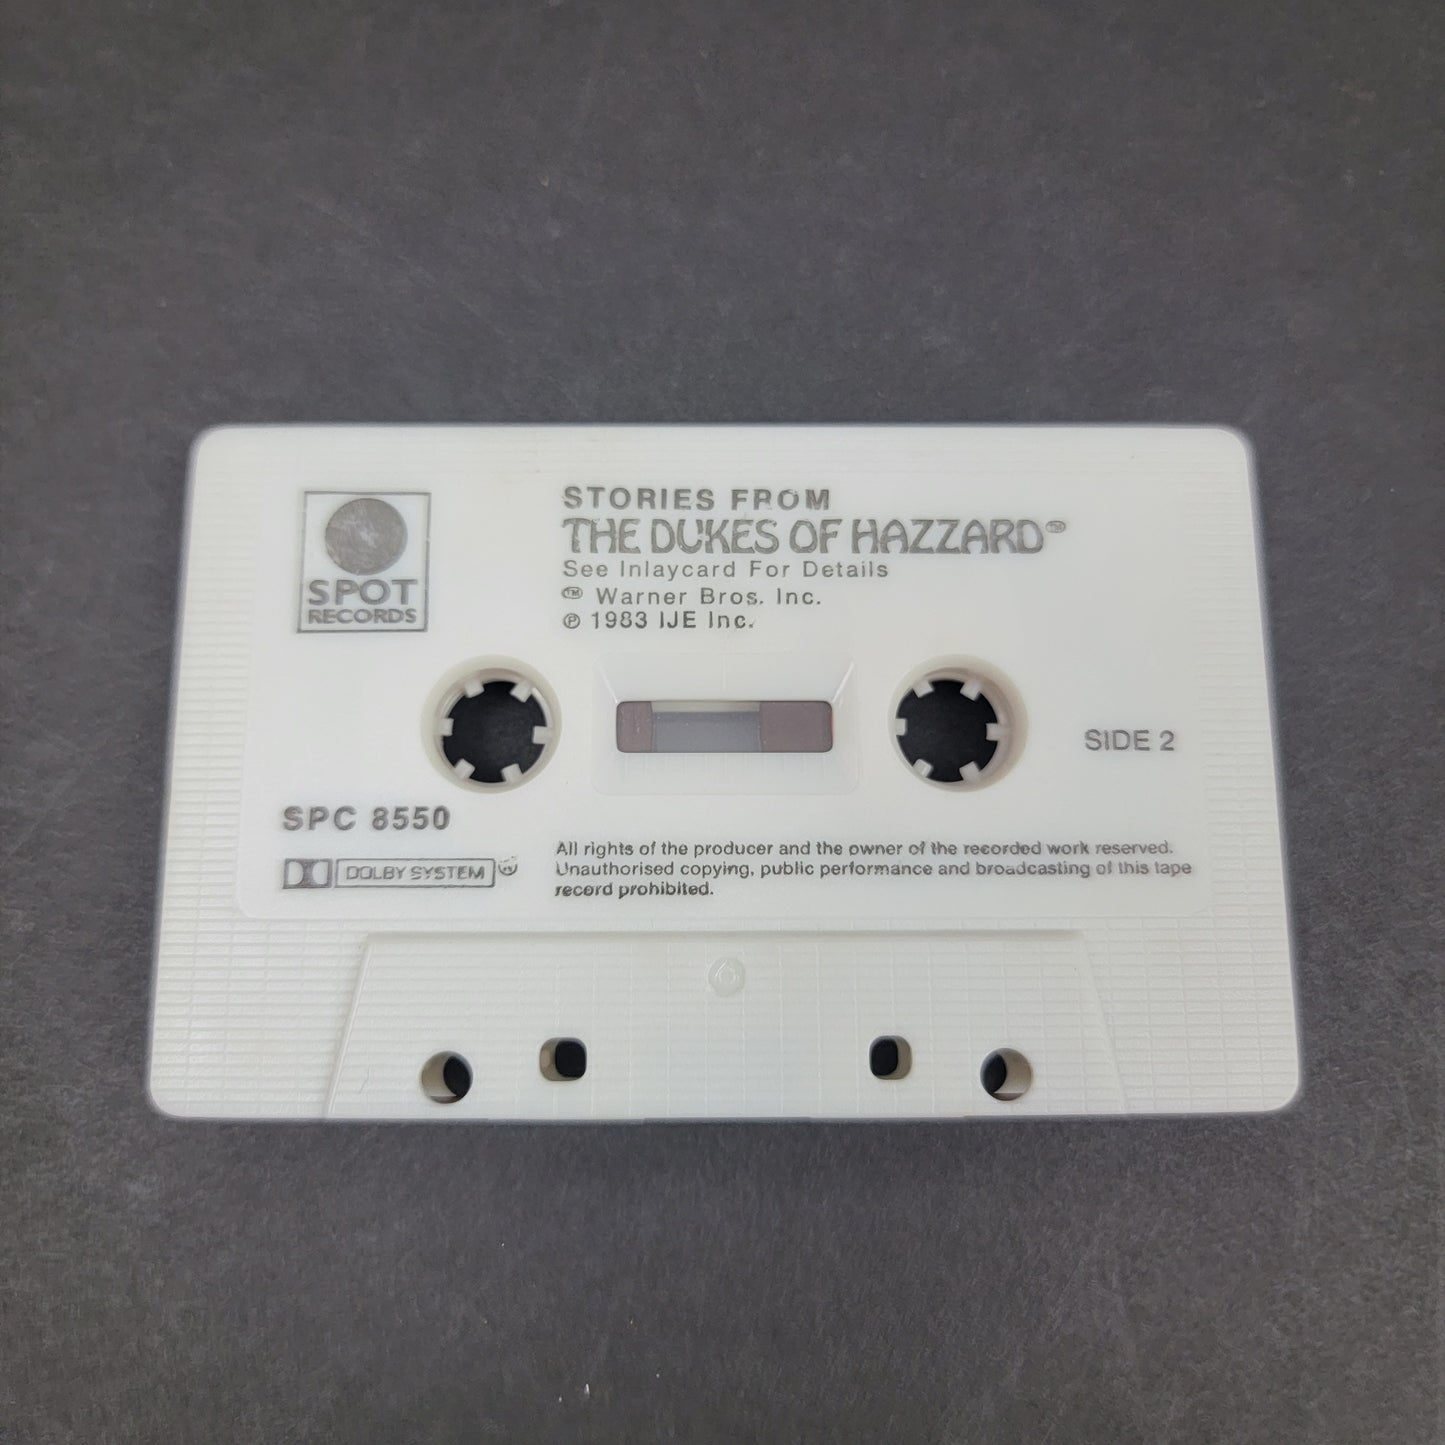 SPOT
RECORDS
STORIES FROM
THE DUKES OF HAZZARD™
See Inlaycard For Details
™ Warner Bros. Inc.
℗ 1983 IJE Inc.
SIDE 2
SPC 8550
DOLBY SYSTEM
All rights of the producer and the owner of the recorded work reserved.
Unauthorised copying, public performance and broadcasting of this tape
record prohibited.